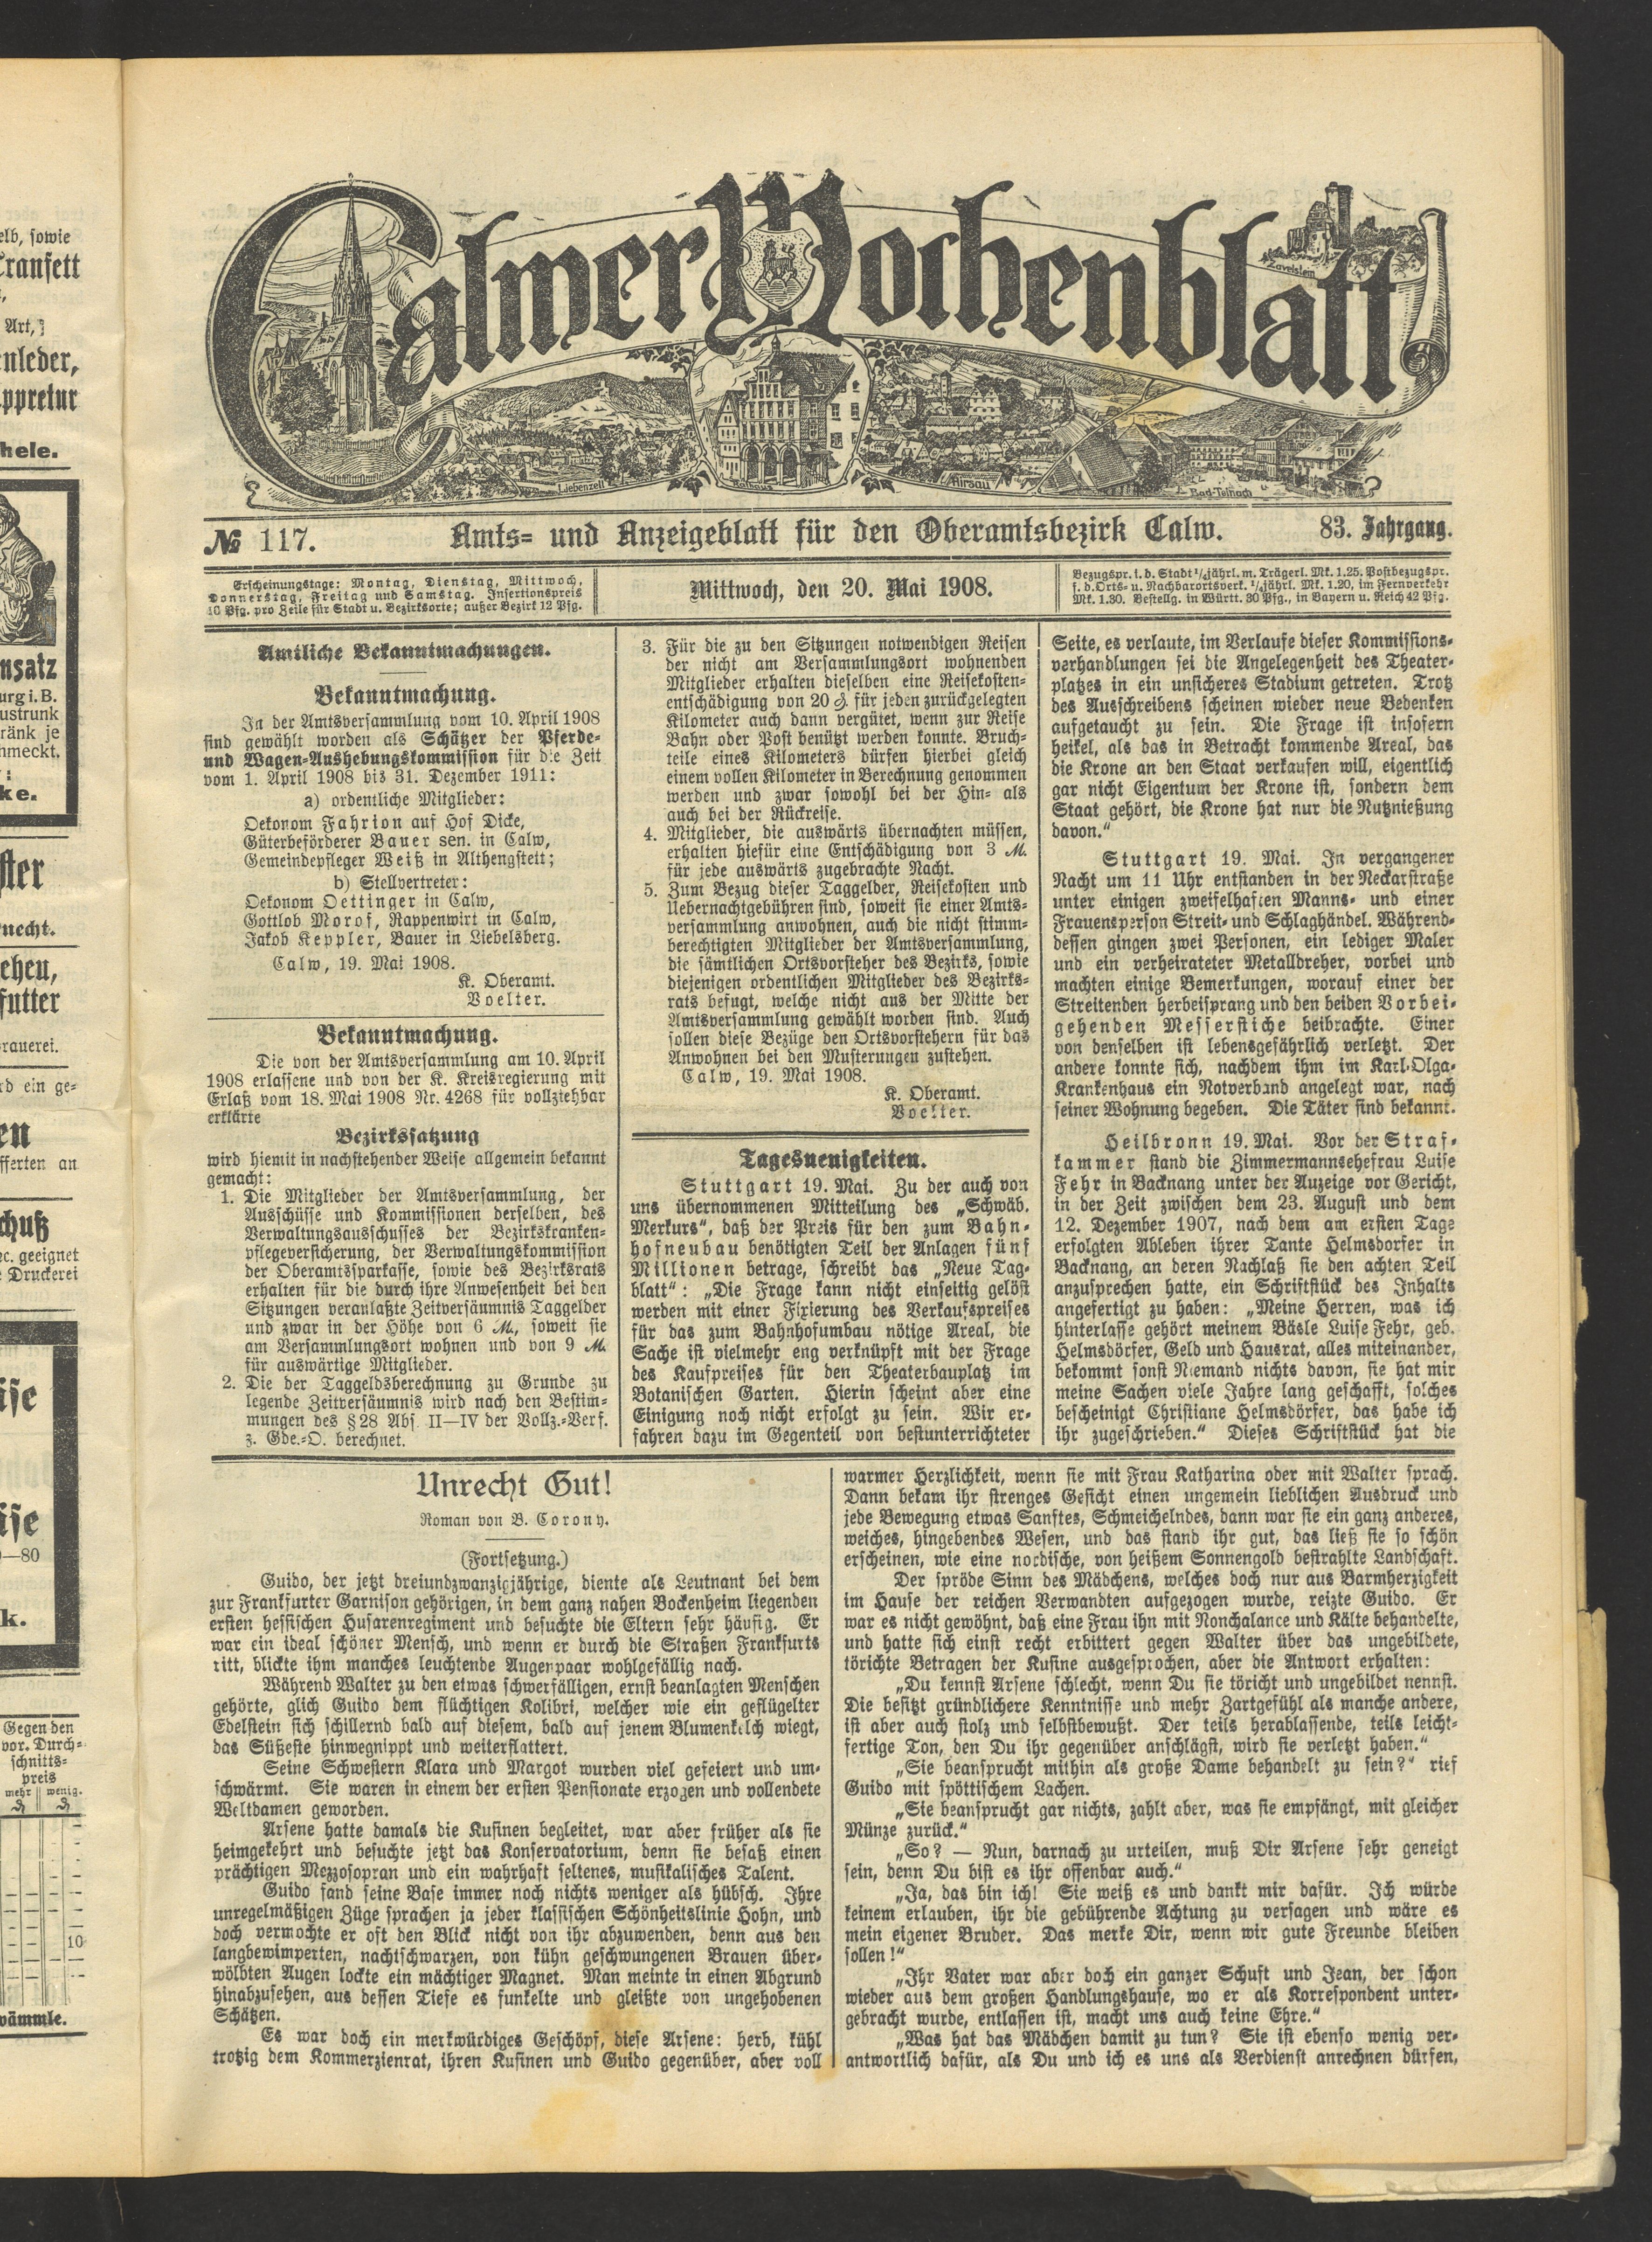 Calmer Wochenblatt
Zavelstein
Liebenzell
Rathaus
Hirsau
Bad-Teinach
№ 117.
Amts- und Anzeigeblatt für den Oberamtsbezirk Calw.
83. Jahrgang.
Erscheinungstage: Montag, Dienstag, Mittwoch,
Donnerstag, Freitag und Samstag. Insertionspreis
10 Pfg. pro Zeile für Stadt u. Bezirksorte; außer Bezirk 12 Pfg.
Mittwoch, den 20. Mai 1908.
Bezugspr. i. d. Stadt ¼jährl. m. Trägerl. Mk. 1.25. Postbezugspr.
f. d. Orts- u. Nachbarortsverk. ¼jährl. Mk. 1.20, im Fernverkehr
Mk. 1.30. Bestellg. in Württ. 30 Pfg., in Bayern u. Reich 42 Pfg.
Amtliche Bekanntmachungen.
Bekanntmachung.
In der Amtsversammlung vom 10. April 1908
sind gewählt worden als Schätzer der Pferde-
und Wagen-Aushebungskommission für die Zeit
vom 1. April 1908 bis 31. Dezember 1911:
a) ordentliche Mitglieder:
Oekonom Fahrion auf Hof Dicke,
Güterbeförderer Bauer sen. in Calw,
Gemeindepfleger Weiß in Althengstett;
b) Stellvertreter:
Oekonom Oettinger in Calw,
Gottlob Morof, Rappenwirt in Calw,
Jakob Keppler, Bauer in Liebelsberg.
Calw, 19. Mai 1908.
K. Oberamt.
Voelter.
Bekanntmachung.
Die von der Amtsversammlung am 10. April
1908 erlassene und von der K. Kreisregierung mit
Erlaß vom 18. Mai 1908 Nr. 4268 für vollziehbar
erklärte
Bezirkssatzung
wird hiemit in nachstehender Weise allgemein bekannt
gemacht:
1. Die Mitglieder der Amtsversammlung, der
Ausschüsse und Kommissionen derselben, des
Verwaltungsausschusses der Bezirkskranken-
pflegeversicherung, der Verwaltungskommission
der Oberamtssparkasse, sowie des Bezirksrats
erhalten für die durch ihre Anwesenheit bei den
Sitzungen veranlaßte Zeitversäumnis Taggelder
und zwar in der Höhe von 6 M., soweit sie
am Versammlungsort wohnen und von 9 M.
für auswärtige Mitglieder.
2. Die der Taggeldsberechnung zu Grunde zu
legende Zeitversäumnis wird nach den Bestim-
mungen des § 28 Abs. II—IV der Vollz.-Verf.
z. Gde.-O. berechnet.
3. Für die zu den Sitzungen notwendigen Reisen
der nicht am Versammlungsort wohnenden
Mitglieder erhalten dieselben eine Reisekosten-
entschädigung von 20 ₰ für jeden zurückgelegten
Kilometer auch dann vergütet, wenn zur Reise
Bahn oder Post benützt werden konnte. Bruch-
teile eines Kilometers dürfen hierbei gleich
einem vollen Kilometer in Berechnung genommen
werden und zwar sowohl bei der Hin- als
auch bei der Rückreise.
4. Mitglieder, die auswärts übernachten müssen,
erhalten hiefür eine Entschädigung von 3 M.
für jede auswärts zugebrachte Nacht.
5. Zum Bezug dieser Taggelder, Reisekosten und
Uebernachtgebühren sind, soweit sie einer Amts-
versammlung anwohnen, auch die nicht stimm-
berechtigten Mitglieder der Amtsversammlung,
die sämtlichen Ortsvorsteher des Bezirks, sowie
diejenigen ordentlichen Mitglieder des Bezirks-
rats befugt, welche nicht aus der Mitte der
Amtsversammlung gewählt worden sind. Auch
sollen diese Bezüge den Ortsvorstehern für das
Anwohnen bei den Musterungen zustehen.
Calw, 19. Mai 1908.
K. Oberamt.
Voelter.
Tagesneuigkeiten.
Stuttgart 19. Mai. Zu der auch von
uns übernommenen Mitteilung des „Schwäb.
Merkurs“, daß der Preis für den zum Bahn-
hofneubau benötigten Teil der Anlagen fünf
Millionen betrage, schreibt das „Neue Tag-
blatt“: „Die Frage kann nicht einseitig gelöst
werden mit einer Fixierung des Verkaufspreises
für das zum Bahnhofumbau nötige Areal, die
Sache ist vielmehr eng verknüpft mit der Frage
des Kaufpreises für den Theaterbauplatz im
Botanischen Garten. Hierin scheint aber eine
Einigung noch nicht erfolgt zu sein. Wir er-
fahren dazu im Gegenteil von bestunterrichteter
Seite, es verlaute, im Verlaufe dieser Kommissions-
verhandlungen sei die Angelegenheit des Theater-
platzes in ein unsicheres Stadium getreten. Trotz
des Ausschreibens scheinen wieder neue Bedenken
aufgetaucht zu sein. Die Frage ist insofern
heikel, als das in Betracht kommende Areal, das
die Krone an den Staat verkaufen will, eigentlich
gar nicht Eigentum der Krone ist, sondern dem
Staat gehört, die Krone hat nur die Nutznießung
davon.“
Stuttgart 19. Mai. In vergangener
Nacht um 11 Uhr entstanden in der Neckarstraße
unter einigen zweifelhaften Manns- und einer
Frauensperson Streit- und Schlaghändel. Während-
dessen gingen zwei Personen, ein lediger Maler
und ein verheirateter Metalldreher, vorbei und
machten einige Bemerkungen, worauf einer der
Streitenden herbeisprang und den beiden Vorbei-
gehenden Messerstiche beibrachte. Einer
von denselben ist lebensgefährlich verletzt. Der
andere konnte sich, nachdem ihm im Karl-Olga-
Krankenhaus ein Notverband angelegt war, nach
seiner Wohnung begeben. Die Täter sind bekannt.
Heilbronn 19. Mai. Vor der Straf-
kammer stand die Zimmermannsehefrau Luise
Fehr in Backnang unter der Anzeige vor Gericht,
in der Zeit zwischen dem 23. August und dem
12. Dezember 1907, nach dem am ersten Tage
erfolgten Ableben ihrer Tante Helmsdorfer in
Backnang, an deren Nachlaß sie den achten Teil
anzusprechen hatte, ein Schriftstück des Inhalts
angefertigt zu haben: „Meine Herren, was ich
hinterlasse gehört meinem Bäsle Luise Fehr, geb.
Helmsdörfer, Geld und Hausrat, alles miteinander,
bekommt sonst Niemand nichts davon, sie hat mir
meine Sachen viele Jahre lang geschafft, solches
bescheinigt Christiane Helmsdörfer, das habe ich
ihr zugeschrieben.“ Dieses Schriftstück hat die
Unrecht Gut!
Roman von B. Corony.
(Fortsetzung.)
Guido, der jetzt dreiundzwanzigjährige, diente als Leutnant bei dem
zur Frankfurter Garnison gehörigen, in dem ganz nahen Bockenheim liegenden
ersten hessischen Husarenregiment und besuchte die Eltern sehr häufig. Er
war ein ideal schöner Mensch, und wenn er durch die Straßen Frankfurts
ritt, blickte ihm manches leuchtende Augenpaar wohlgefällig nach.
Während Walter zu den etwas schwerfälligen, ernst beanlagten Menschen
gehörte, glich Guido dem flüchtigen Kolibri, welcher wie ein geflügelter
Edelstein sich schillernd bald auf diesem, bald auf jenem Blumenkelch wiegt,
das Süßeste hinwegnippt und weiterflattert.
Seine Schwestern Klara und Margot wurden viel gefeiert und um-
schwärmt. Sie waren in einem der ersten Pensionate erzogen und vollendete
Weltdamen geworden.
Arsene hatte damals die Kusinen begleitet, war aber früher als sie
heimgekehrt und besuchte jetzt das Konservatorium, denn sie besaß einen
prächtigen Mezzosopran und ein wahrhaft seltenes, musikalisches Talent.
Guido fand seine Base immer noch nichts weniger als hübsch. Ihre
unregelmäßigen Züge sprachen ja jeder klassischen Schönheitslinie Hohn, und
doch vermochte er oft den Blick nicht von ihr abzuwenden, denn aus den
langbewimperten, nachtschwarzen, von kühn geschwungenen Brauen über-
wölbten Augen lockte ein mächtiger Magnet. Man meinte in einen Abgrund
hinabzusehen, aus dessen Tiefe es funkelte und gleißte von ungehobenen
Schätzen.
Es war doch ein merkwürdiges Geschöpf, diese Arsene: herb, kühl
trotzig dem Kommerzienrat, ihren Kusinen und Guido gegenüber, aber voll
warmer Herzlichkeit, wenn sie mit Frau Katharina oder mit Walter sprach.
Dann bekam ihr strenges Gesicht einen ungemein lieblichen Ausdruck und
jede Bewegung etwas Sanftes, Schmeichelndes, dann war sie ein ganz anderes,
weiches, hingebendes Wesen, und das stand ihr gut, das ließ sie so schön
erscheinen, wie eine nordische, von heißem Sonnengold bestrahlte Landschaft.
Der spröde Sinn des Mädchens, welches doch nur aus Barmherzigkeit
im Hause der reichen Verwandten aufgezogen wurde, reizte Guido. Er
war es nicht gewöhnt, daß eine Frau ihn mit Nonchalance und Kälte behandelte,
und hatte sich einst recht erbittert gegen Walter über das ungebildete,
törichte Betragen der Kusine ausgesprochen, aber die Antwort erhalten:
„Du kennst Arsene schlecht, wenn Du sie töricht und ungebildet nennst.
Die besitzt gründlichere Kenntnisse und mehr Zartgefühl als manche andere,
ist aber auch stolz und selbstbewußt. Der teils herablassende, teils leicht-
fertige Ton, den Du ihr gegenüber anschlägst, wird sie verletzt haben.“
„Sie beansprucht mithin als große Dame behandelt zu sein?“ rief
Guido mit spöttischem Lachen.
„Sie beansprucht gar nichts, zahlt aber, was sie empfängt, mit gleicher
Münze zurück.“
„So? — Nun, darnach zu urteilen, muß Dir Arsene sehr geneigt
sein, denn Du bist es ihr offenbar auch.“
„Ja, das bin ich! Sie weiß es und dankt mir dafür. Ich würde
keinem erlauben, ihr die gebührende Achtung zu versagen und wäre es
mein eigener Bruder. Das merke Dir, wenn wir gute Freunde bleiben
sollen!“
„Ihr Vater war aber doch ein ganzer Schuft und Jean, der schon
wieder aus dem großen Handlungshause, wo er als Korrespondent unter-
gebracht wurde, entlassen ist, macht uns auch keine Ehre.“
„Was hat das Mädchen damit zu tun? Sie ist ebenso wenig ver-
antwortlich dafür, als Du und ich es uns als Verdienst anrechnen dürfen,